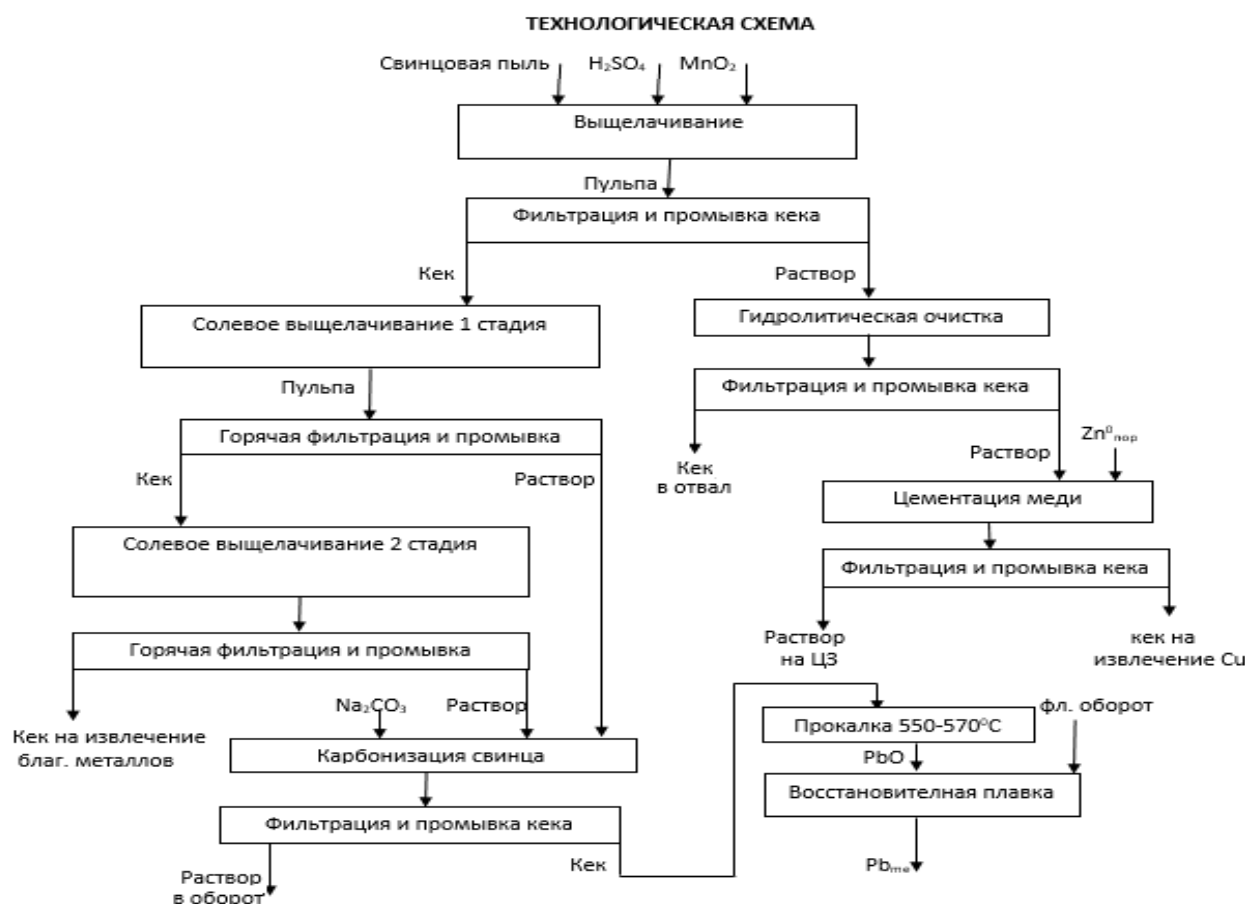 ТЕХНОЛОГИЧЕСКАЯ СХЕМА
Свинцовая пыль
H₂SO₄
MnO₂
Выщелачивание
Пульпа
Фильтрация и промывка кека
Кек
Раствор
Солевое выщелачивание 1 стадия
Гидролитическая очистка
Пульпа
Фильтрация и промывка кека
Горячая фильтрация и промывка
Zn⁰пор
Кек
Раствор
Кек
в отвал
Раствор
Цементация меди
Солевое выщелачивание 2 стадия
Фильтрация и промывка кека
Горячая фильтрация и промывка
Раствор
на ЦЗ
кек на
извлечение Cu
Na₂CO₃
Раствор
фл. оборот
Кек на извлечение
благ. металлов
Прокалка 550-570⁰С
Карбонизация свинца
PbO
Восстановителная плавка
Фильтрация и промывка кека
Кек
Pbме
Раствор
в оборот